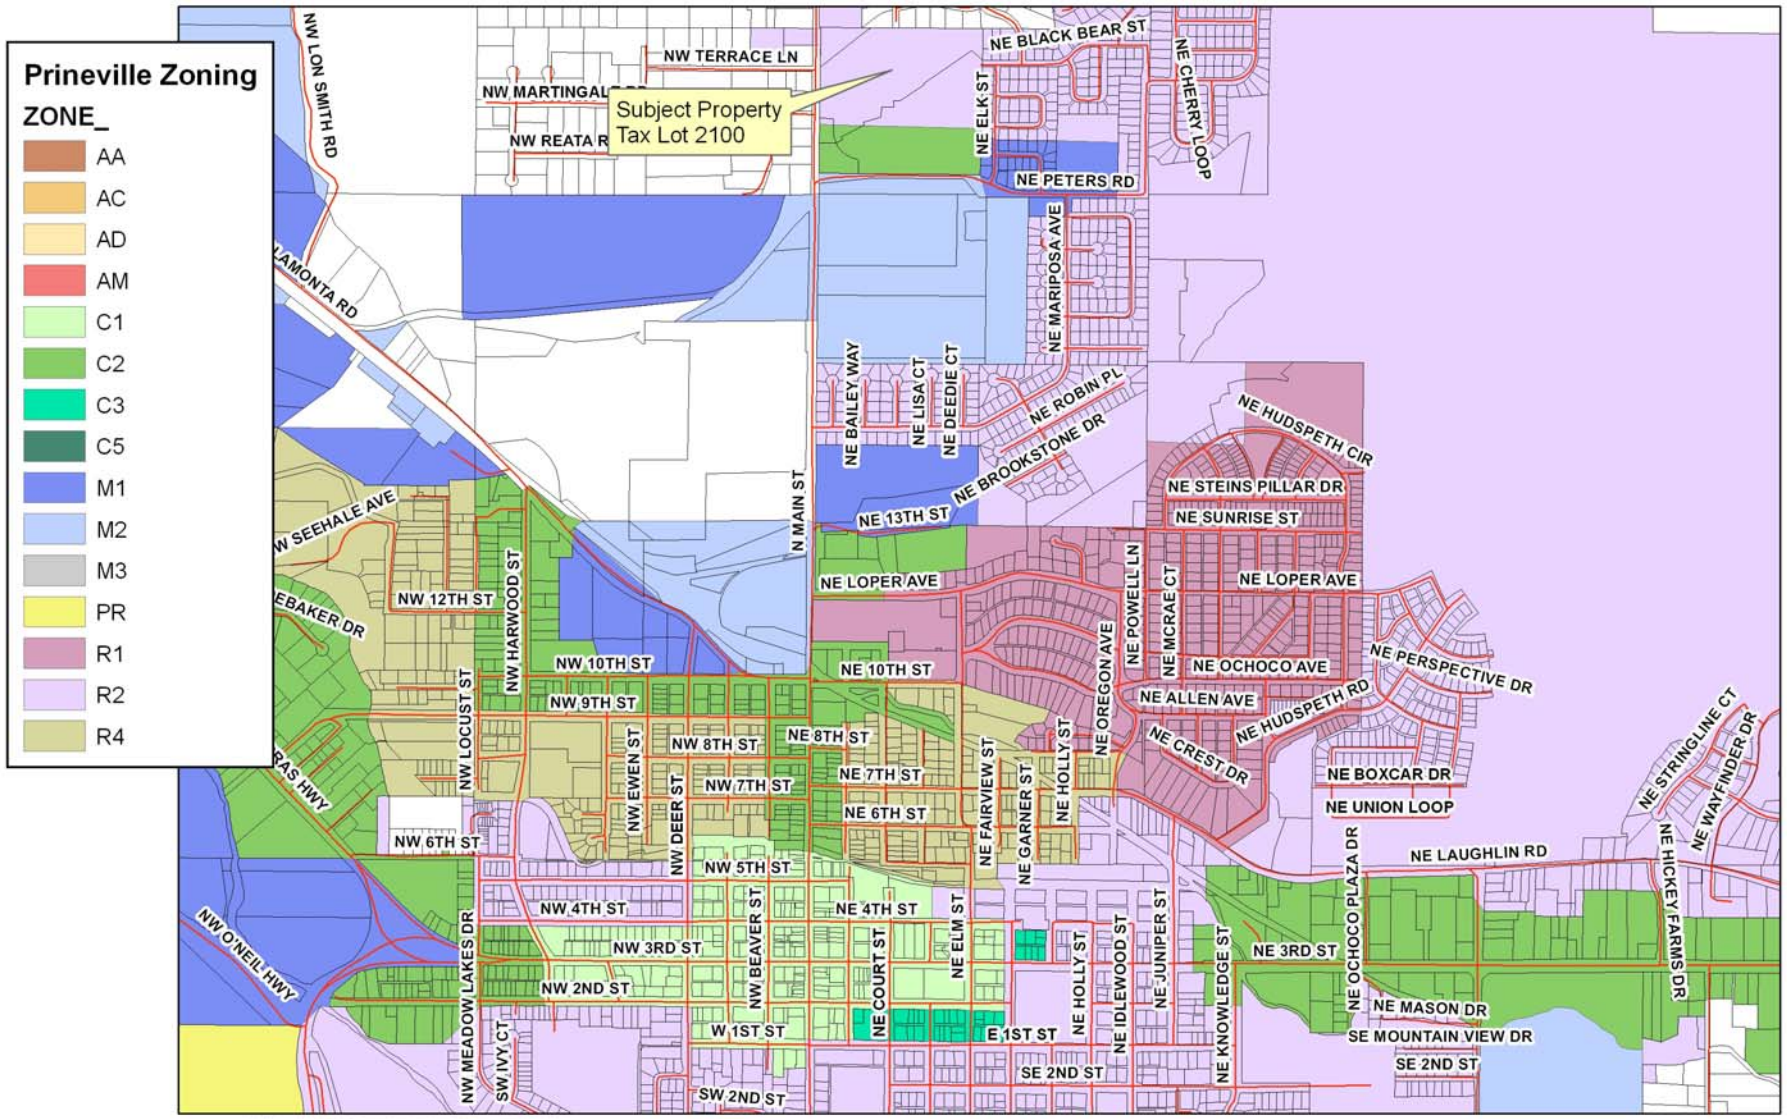 Prineville Zoning
ZONE_
AA
AC
AD
AM
C1
C2
C3
C5
M1
M2
M3
PR
R1
R2
R4
Subject Property
Tax Lot 2100
NW LON SMITH RD
NW TERRACE LN
NW MARTINGALE RD
NW REATA R
NE BLACK BEAR ST
NE ELK ST
NE CHERRY LOOP
NE PETERS RD
LAMONTA RD
NE MARIPOSA AVE
NE BAILEY WAY
NE LISA CT
NE DEEDIE CT
NE ROBIN PL
NE BROOKSTONE DR
NE HUDSPETH CIR
NE STEINS PILLAR DR
NE SUNRISE ST
N MAIN ST
NE 13TH ST
W SEEHALE AVE
NW HARWOOD ST
NW 12TH ST
EBAKER DR
NE LOPER AVE
NE POWELL LN
NE MCRAE CT
NE LOPER AVE
NW 10TH ST
NE 10TH ST
NE OREGON AVE
NE OCHOCO AVE
NE PERSPECTIVE DR
NW LOCUST ST
NW 9TH ST
NE ALLEN AVE
NE HUDSPETH RD
NW EWEN ST
NW 8TH ST
NE 8TH ST
NE HOLLY ST
NE CREST DR
RAS HWY
NW DEER ST
NW 7TH ST
NE 7TH ST
NE FAIRVIEW ST
NE GARNER ST
NE BOXCAR DR
NE UNION LOOP
NE STRINGLINE CT
NE WAYFINDER DR
NW 6TH ST
NE 6TH ST
NW 5TH ST
NE LAUGHLIN RD
NE OCHOCO PLAZA DR
NE HICKEY FARMS DR
NW O'NEIL HWY
NW MEADOW LAKES DR
NW 4TH ST
NE 4TH ST
NW BEAVER ST
NE ELM ST
NE JUNIPER ST
NW 3RD ST
NE COURT ST
NE HOLLY ST
NE IDLEWOOD ST
NE KNOWLEDGE ST
NE 3RD ST
NW 2ND ST
NE MASON DR
W 1ST ST
E 1ST ST
SE MOUNTAIN VIEW DR
SW IVY CT
SE 2ND ST
SE 2ND ST
SW 2ND ST